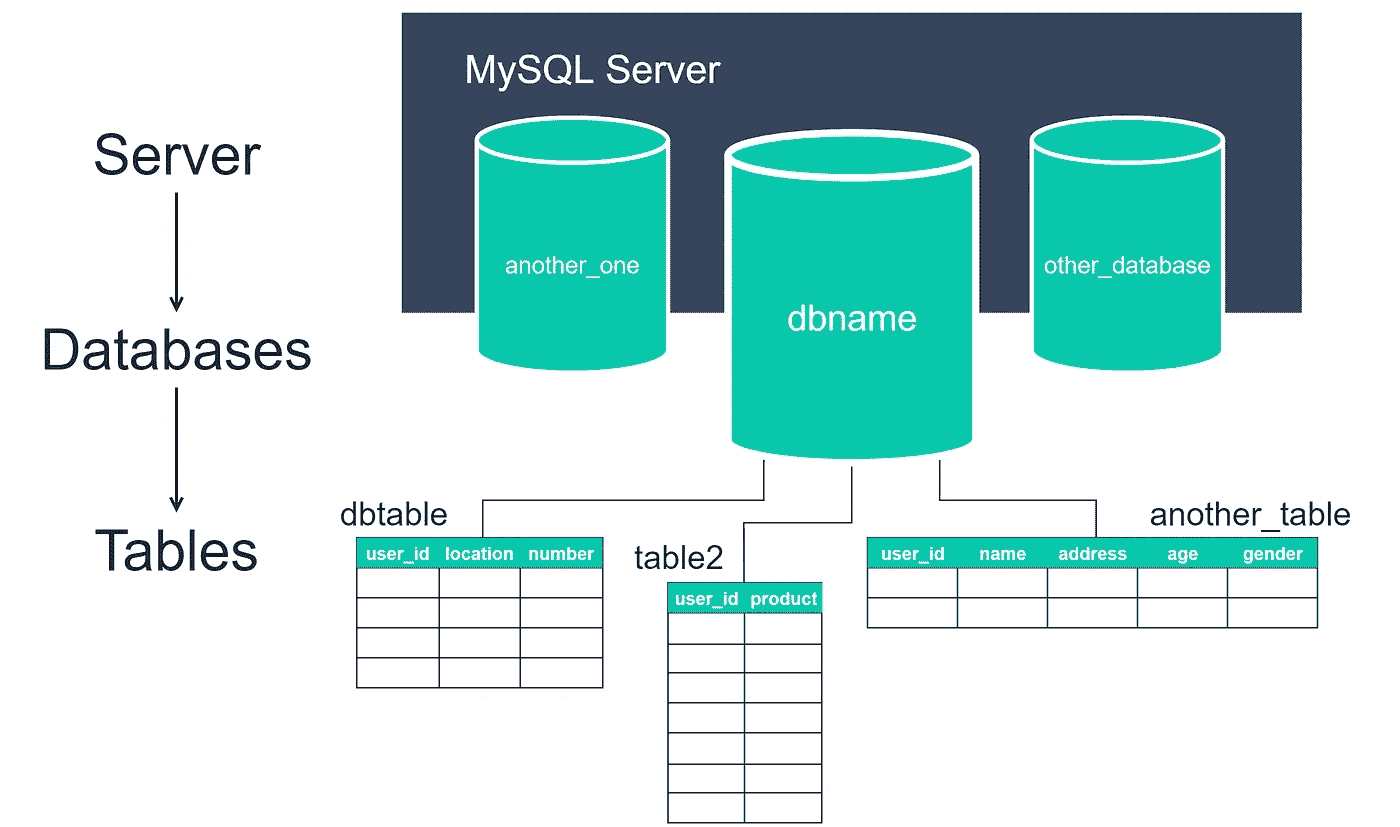 MySQL Server
Server
another_one
dbname
other_database
Databases
Tables
dbtable
user_id location number
table2
user_id product
another_table
user_id name address age gender